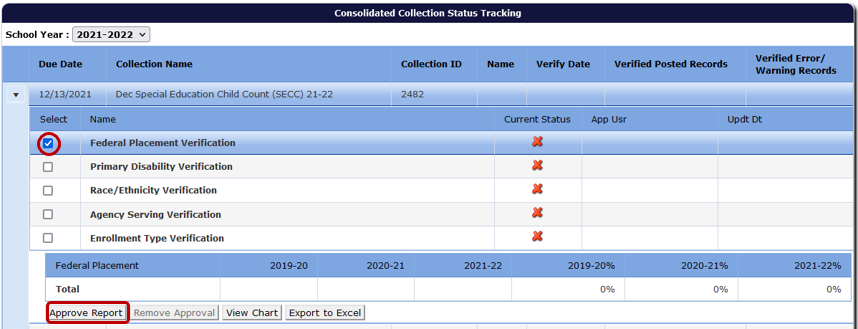 Consolidated Collection Status Tracking
School Year : 2021-2022
Due Date Collection Name Collection ID Name Verify Date Verified Posted Records Verified Error/ Warning Records
12/13/2021 Dec Special Education Child Count (SECC) 21-22 2482
Select Name Current Status App Usr Updt Dt
Federal Placement Verification
Primary Disability Verification
Race/Ethnicity Verification
Agency Serving Verification
Enrollment Type Verification
Federal Placement 2019-20 2020-21 2021-22 2019-20% 2020-21% 2021-22%
Total 0% 0% 0%
Approve Report Remove Approval View Chart Export to Excel